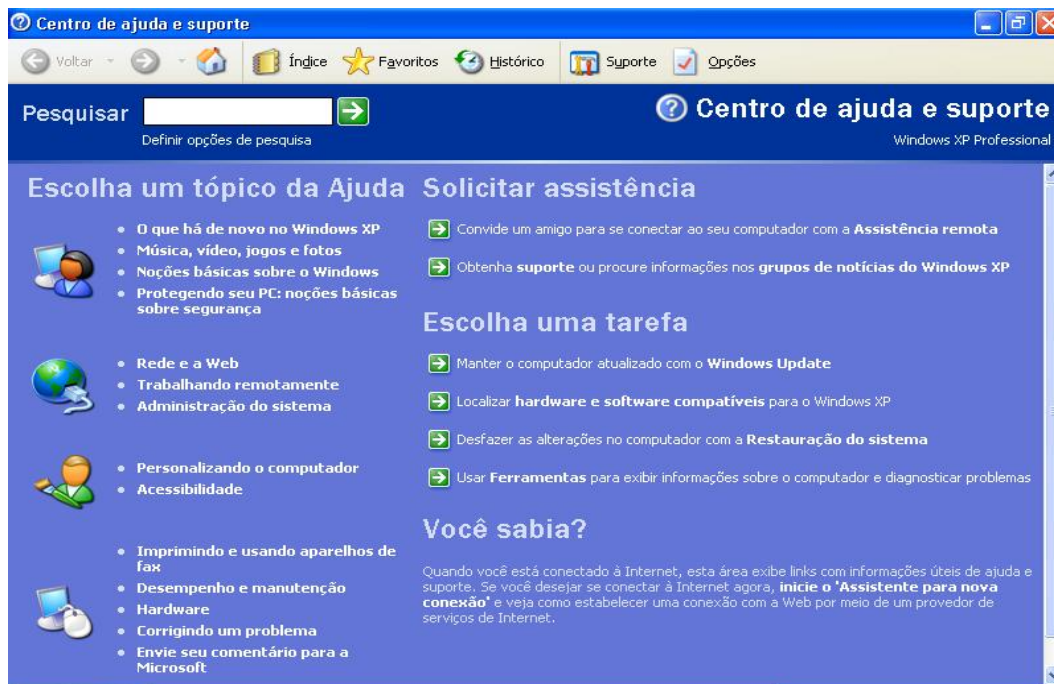 Centro de ajuda e suporte
Voltar
Índice
Favoritos
Histórico
Suporte
Opções
Pesquisar
Definir opções de pesquisa
Centro de ajuda e suporte
Windows XP Professional
Escolha um tópico da Ajuda
O que há de novo no Windows XP
Música, vídeo, jogos e fotos
Noções básicas sobre o Windows
Protegendo seu PC: noções básicas
sobre segurança
Rede e a Web
Trabalhando remotamente
Administração do sistema
Personalizando o computador
Acessibilidade
Imprimindo e usando aparelhos de
fax
Desempenho e manutenção
Hardware
Corrigindo um problema
Envie seu comentário para a
Microsoft
Solicitar assistência
Convide um amigo para se conectar ao seu computador com a Assistência remota
Obtenha suporte ou procure informações nos grupos de notícias do Windows XP
Escolha uma tarefa
Manter o computador atualizado com o Windows Update
Localizar hardware e software compatíveis para o Windows XP
Desfazer as alterações no computador com a Restauração do sistema
Usar Ferramentas para exibir informações sobre o computador e diagnosticar problemas
Você sabia?
Quando você está conectado à Internet, esta área exibe links com informações úteis de ajuda e
suporte. Se você desejar se conectar à Internet agora, inicie o 'Assistente para nova
conexão' e veja como estabelecer uma conexão com a Web por meio de um provedor de
serviços de Internet.